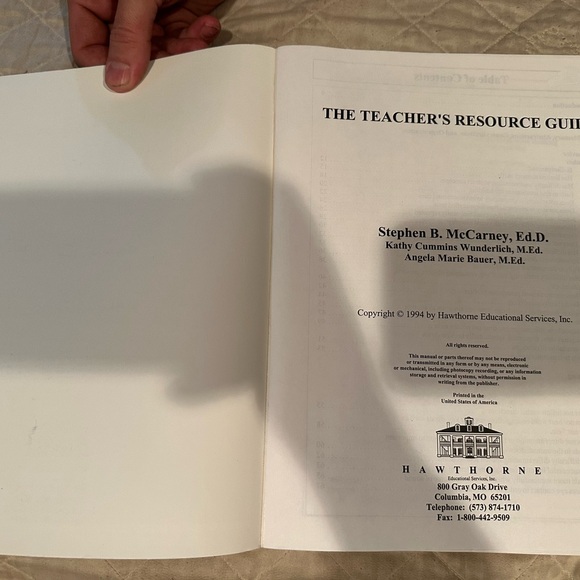 THE TEACHER'S RESOURCE
Stephen B. McCarney, Ed.D.
Kathy Cummins Wunderlich, M.Ed.
Angela Marie Bauer, M.Ed.
Copyright © 1994 by Hawthorne Educational Services, Inc.
All rights reserved.
This manual or parts thereof may not be reproduced
or transmitted in any form or by any means, electronic
or mechanical, including photocopy recording, or any information
storage and retrieval systems, without permission in
writing from the publisher.
Printed in the
United States of America
HAWTHORNE
Educational Services, Inc.
800 Gray Oak Drive
Columbia, MO 65201
Telephone: (573) 874-1710
Fax: 1-800-442-9509